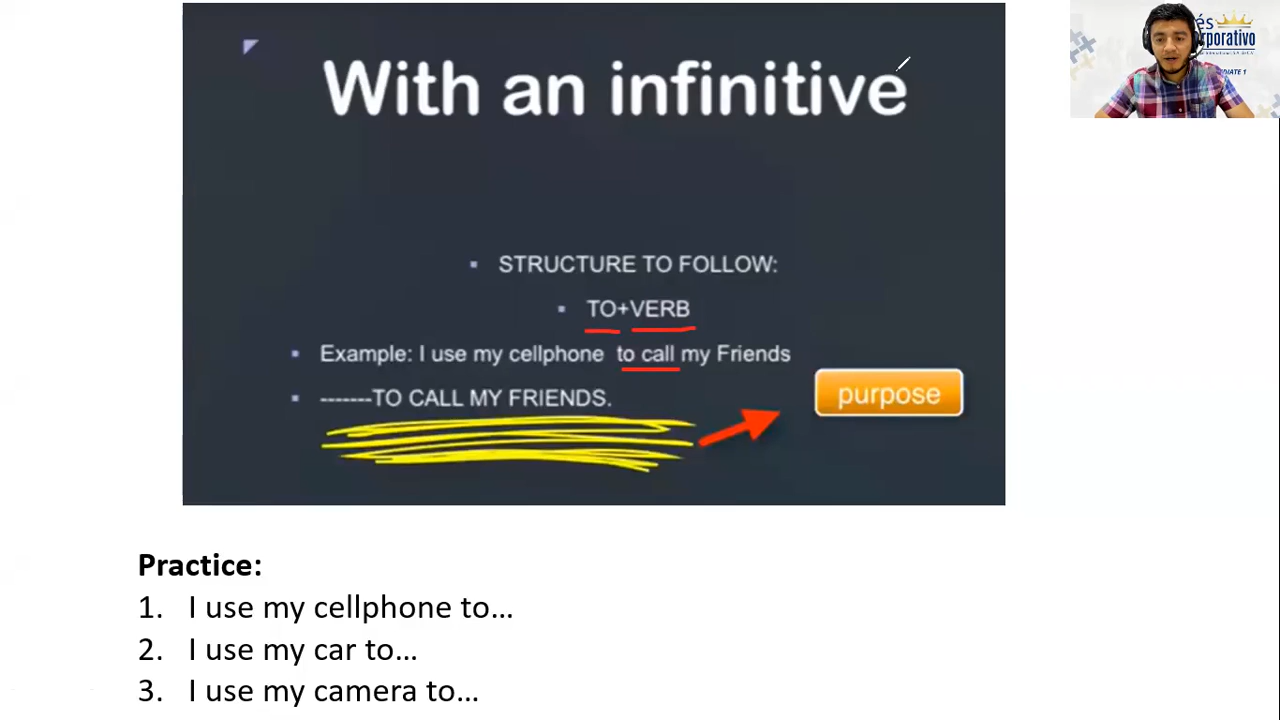 With an infinitive
▪ STRUCTURE TO FOLLOW:
▪ TO+VERB
▪ Example: I use my cellphone to call my Friends
▪ -------TO CALL MY FRIENDS.
purpose
Practice:
1. I use my cellphone to...
2. I use my car to...
3. I use my camera to...